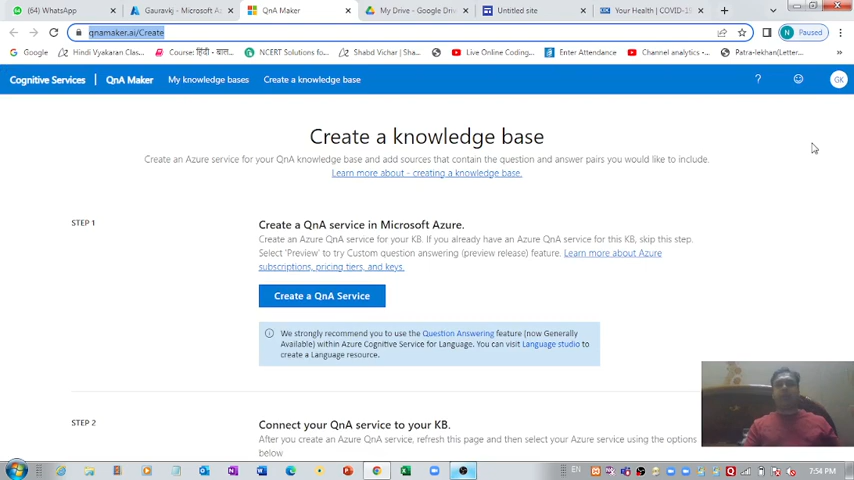 (64) WhatsApp
Gauravkj - Microsoft Az
QnA Maker
My Drive - Google Driv
Untitled site
Your Health | COVID-19
qnamaker.ai/Create
N Paused
Google
Hindi Vyakaran Clas
Course: हिंदी - बाल
NCERT Solutions fo
Shabd Vichar | Sha
Live Online Coding
Enter Attendance
Channel analytics -
Patra-lekhan(Letter
Cognitive Services
QnA Maker
My knowledge bases
Create a knowledge base
?
GK
Create a knowledge base
Create an Azure service for your QnA knowledge base and add sources that contain the question and answer pairs you would like to include.
Learn more about - creating a knowledge base.
STEP 1
Create a QnA service in Microsoft Azure.
Create an Azure QnA service for your KB. If you already have an Azure QnA service for this KB, skip this step.
Select 'Preview' to try Custom question answering (preview release) feature. Learn more about Azure
subscriptions, pricing tiers, and keys.
Create a QnA Service
We strongly recommend you to use the Question Answering feature (now Generally
Available) within Azure Cognitive Service for Language. You can visit Language studio to
create a Language resource.
STEP 2
Connect your QnA service to your KB.
After you create an Azure QnA service, refresh this page and then select your Azure service using the options
below
EN
7:54 PM